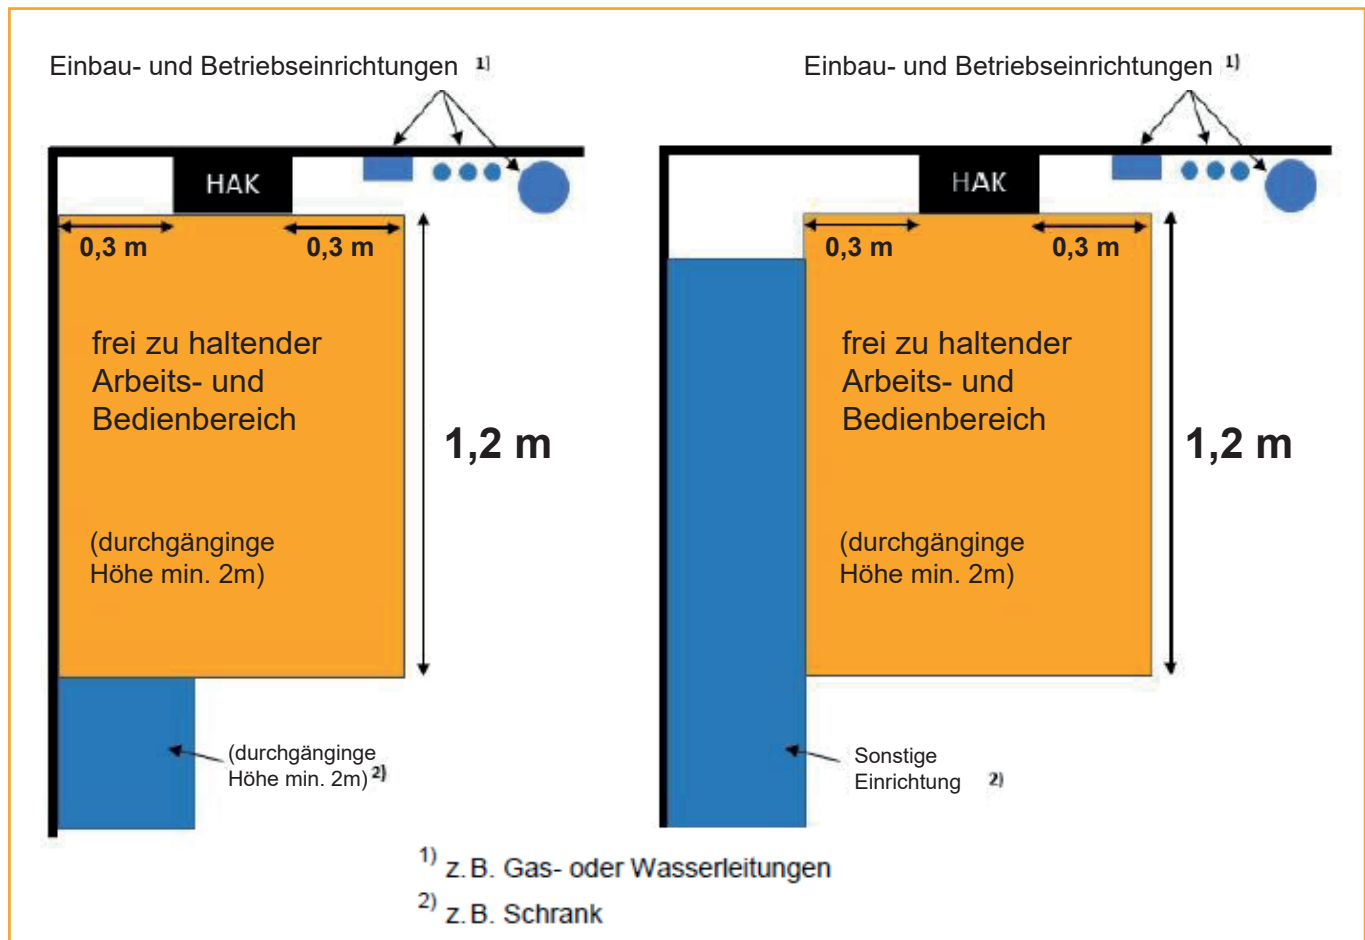 Einbau- und Betriebseinrichtungen 1)
HAK
0,3 m
0,3 m
frei zu haltender
Arbeits- und
Bedienbereich
1,2 m
(durchgänginge
Höhe min. 2m)
(durchgänginge
Höhe min. 2m) 2)
Einbau- und Betriebseinrichtungen 1)
HAK
0,3 m
0,3 m
frei zu haltender
Arbeits- und
Bedienbereich
1,2 m
(durchgänginge
Höhe min. 2m)
Sonstige
Einrichtung 2)
1) z.B. Gas- oder Wasserleitungen
2) z.B. Schrank